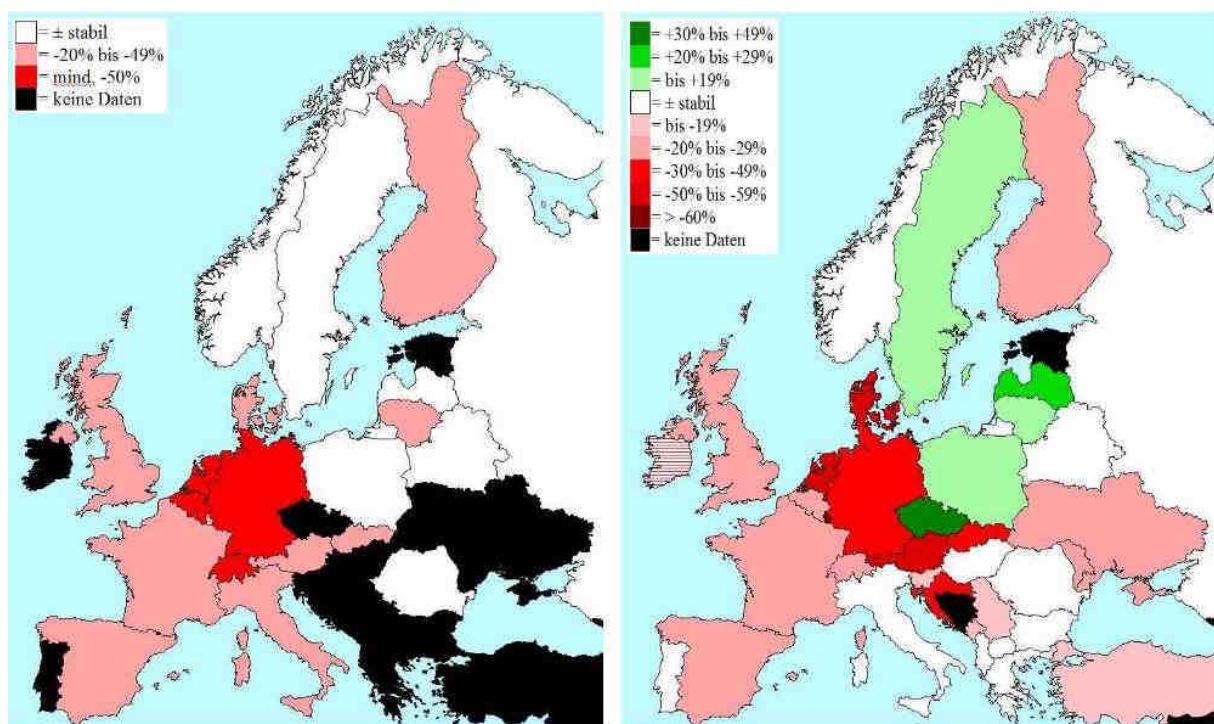 = ± stabil
= -20% bis -49%
= mind. -50%
= keine Daten
= +30% bis +49%
= +20% bis +29%
= bis +19%
= ± stabil
= bis -19%
= -20% bis -29%
= -30% bis -49%
= -50% bis -59%
= > -60%
= keine Daten